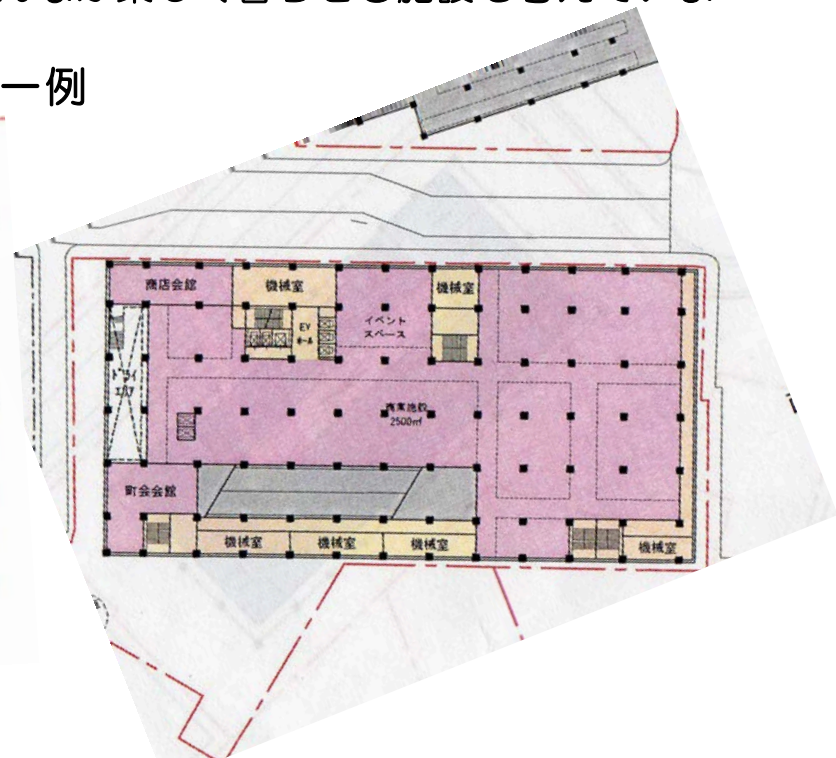 一例
商店会館
機械室
機械室
イベント
スペース
EV
ホール
ドライ
エリア
商業施設
2500㎡
町会会館
機械室
機械室
機械室
機械室